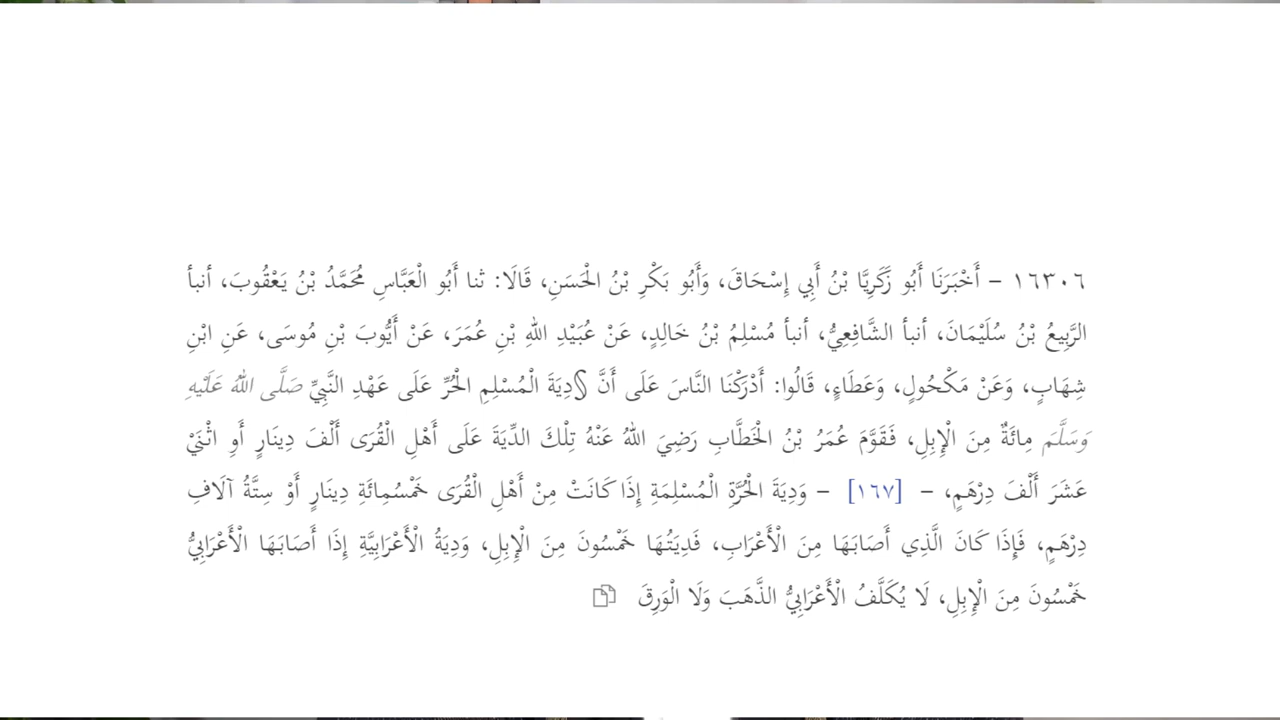 ١٦٣٠٦ – أَخْبَرَنَا أَبُو زَكَرِيَّا بْنُ أَبِي إِسْحَاقَ، وَأَبُو بَكْرِ بْنُ الْحَسَنِ، قَالَا: ثنا أَبُو الْعَبَّاسِ مُحَمَّدُ بْنُ يَعْقُوبَ، أنبأ
الرَّبِيعُ بْنُ سُلَيْمَانَ، أنبأ الشَّافِعِيُّ، أنبأ مُسْلِمُ بْنُ خَالِدٍ، عَنْ عُبَيْدِ اللهِ بْنِ عُمَرَ، عَنْ أَيُّوبَ بْنِ مُوسَى، عَنِ ابْنِ
شِهَابٍ، وَعَنْ مَكْحُولٍ، وَعَطَاءٍ، قَالُوا: أَدْرَكْنَا النَّاسَ عَلَى أَنَّ دِيَةَ الْمُسْلِمِ الْحُرِّ عَلَى عَهْدِ النَّبِيِّ صَلَّى اللهُ عَلَيْهِ
وَسَلَّمَ مِائَةٌ مِنَ الْإِبِلِ، فَقَوَّمَ عُمَرُ بْنُ الْخَطَّابِ رَضِيَ اللهُ عَنْهُ تِلْكَ الدِّيَةَ عَلَى أَهْلِ الْقُرَى أَلْفَ دِينَارٍ أَوِ اثْنَيْ
عَشَرَ أَلْفَ دِرْهَمٍ، – [١٦٧] – وَدِيَةَ الْحُرَّةِ الْمُسْلِمَةِ إِذَا كَانَتْ مِنْ أَهْلِ الْقُرَى خَمْسُمِائَةِ دِينَارٍ أَوْ سِتَّةُ آلَافِ
دِرْهَمٍ، فَإِذَا كَانَ الَّذِي أَصَابَهَا مِنَ الْأَعْرَابِ، فَدِيَتُهَا خَمْسُونَ مِنَ الْإِبِلِ، وَدِيَةُ الْأَعْرَابِيَّةِ إِذَا أَصَابَهَا الْأَعْرَابِيُّ
خَمْسُونَ مِنَ الْإِبِلِ، لَا يُكَلَّفُ الْأَعْرَابِيُّ الذَّهَبَ وَلَا الْوَرِقَ